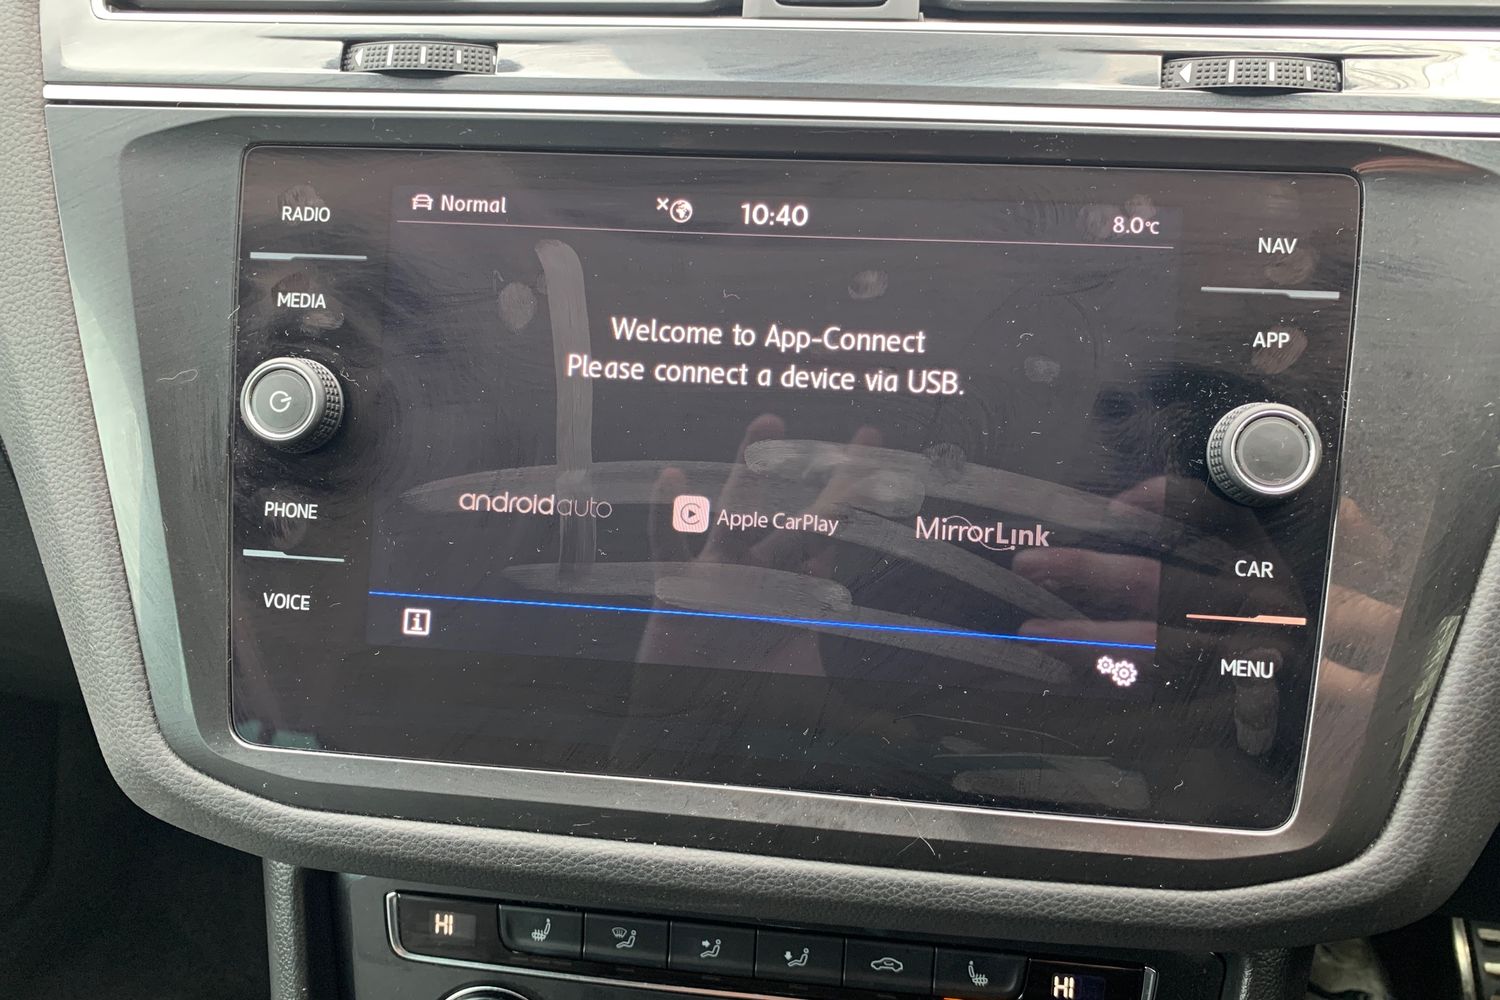 RADIO
MEDIA
PHONE
VOICE
Normal
10:40
8.0°C
Welcome to App-Connect
Please connect a device via USB.
androidauto
Apple CarPlay
MirrorLink
i
NAV
APP
CAR
MENU
HI
HI